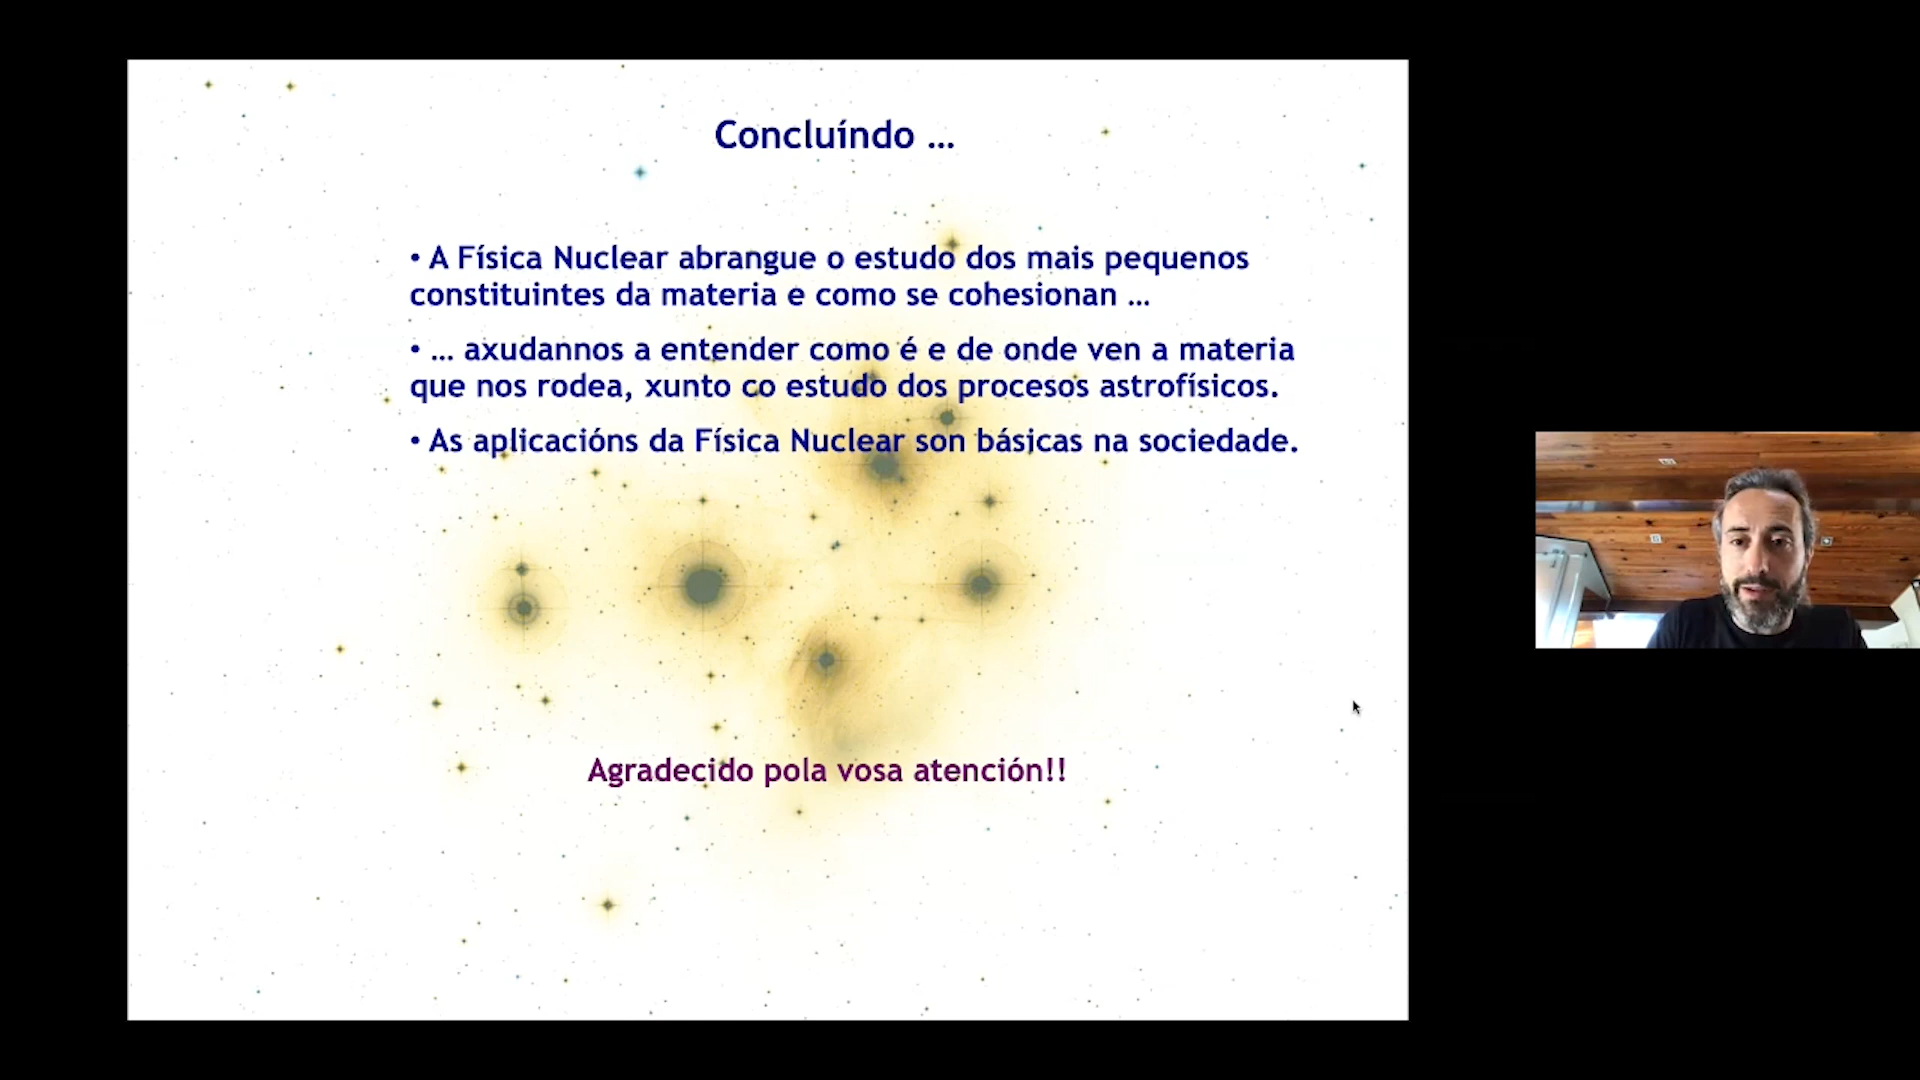 Concluíndo ...
• A Física Nuclear abrangue o estudo dos mais pequenos
constituintes da materia e como se cohesionan ...
• ... axudannos a entender como é e de onde ven a materia
que nos rodea, xunto co estudo dos procesos astrofísicos.
• As aplicacións da Física Nuclear son básicas na sociedade.
Agradecido pola vosa atención!!